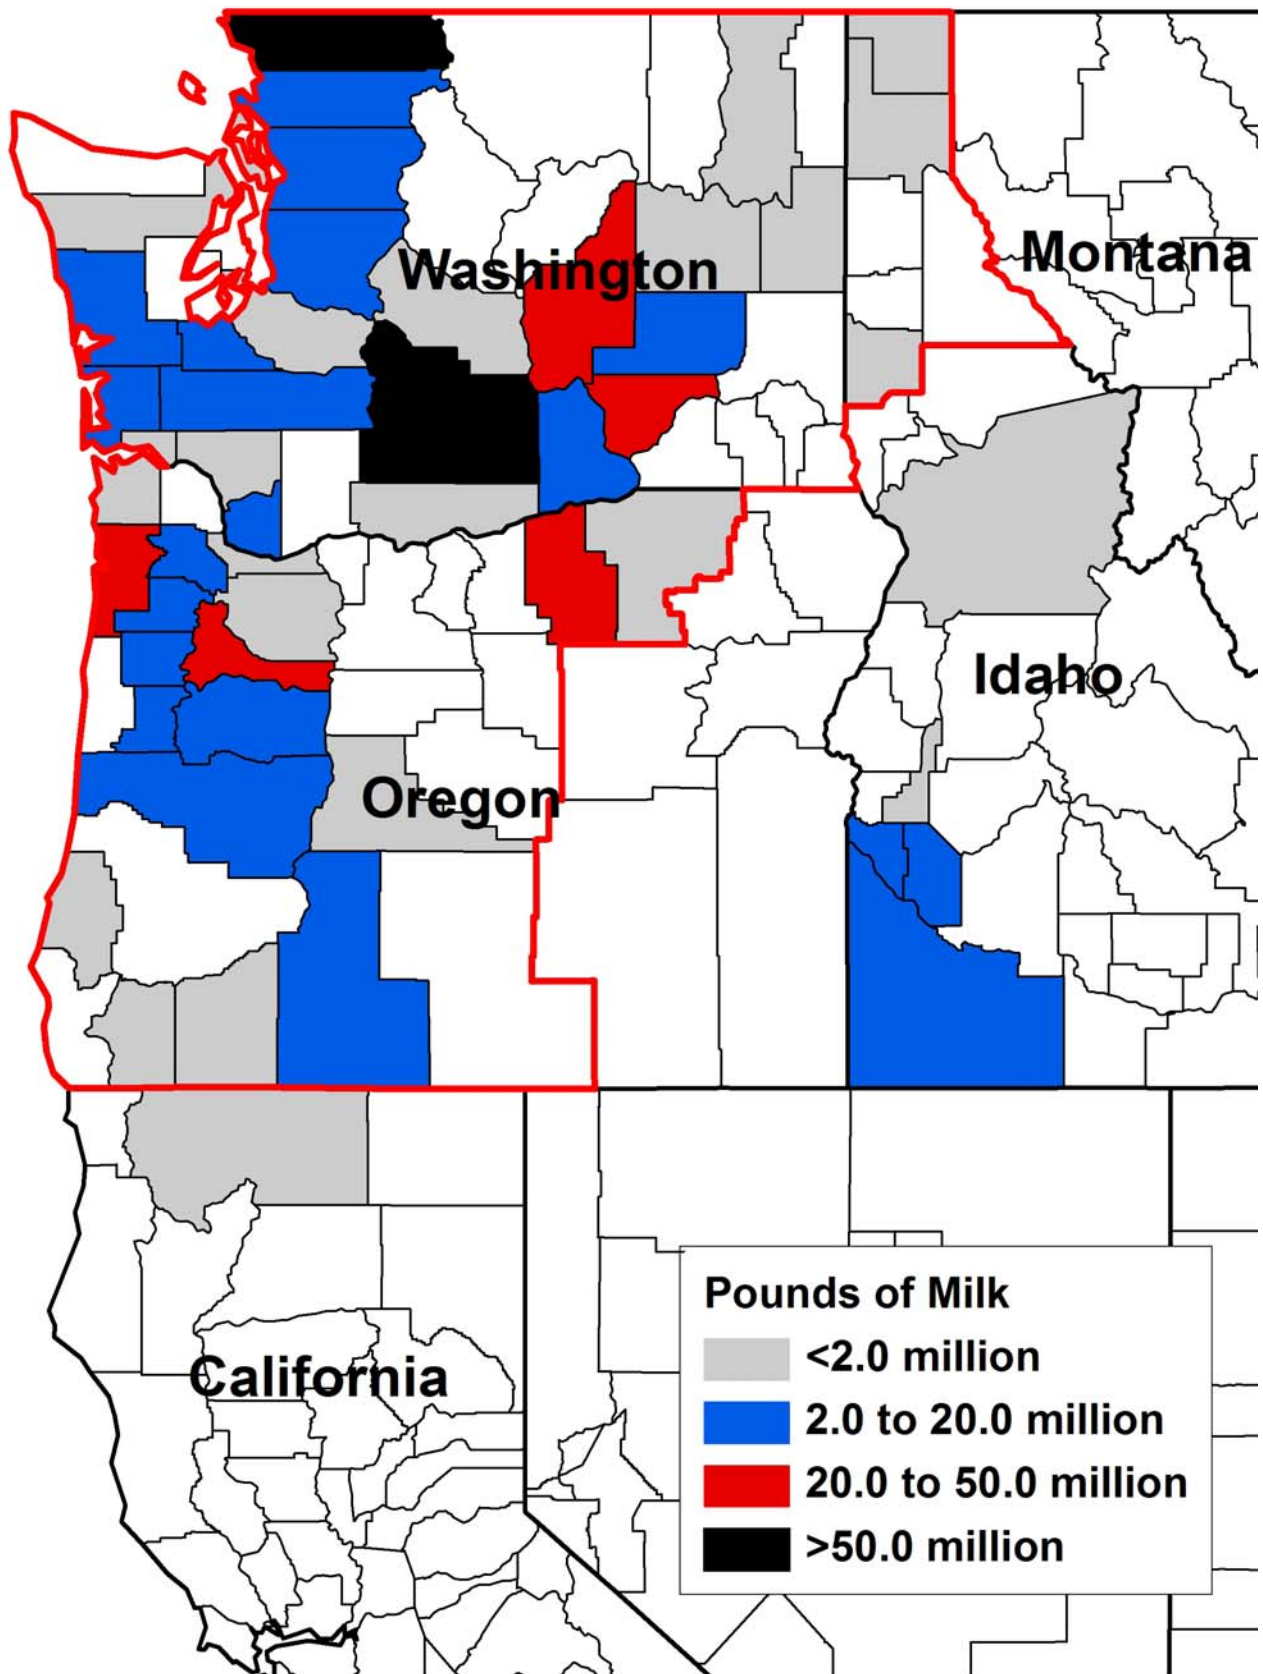 Washington
Montana
Idaho
Oregon
California
Pounds of Milk
<2.0 million
2.0 to 20.0 million
20.0 to 50.0 million
>50.0 million